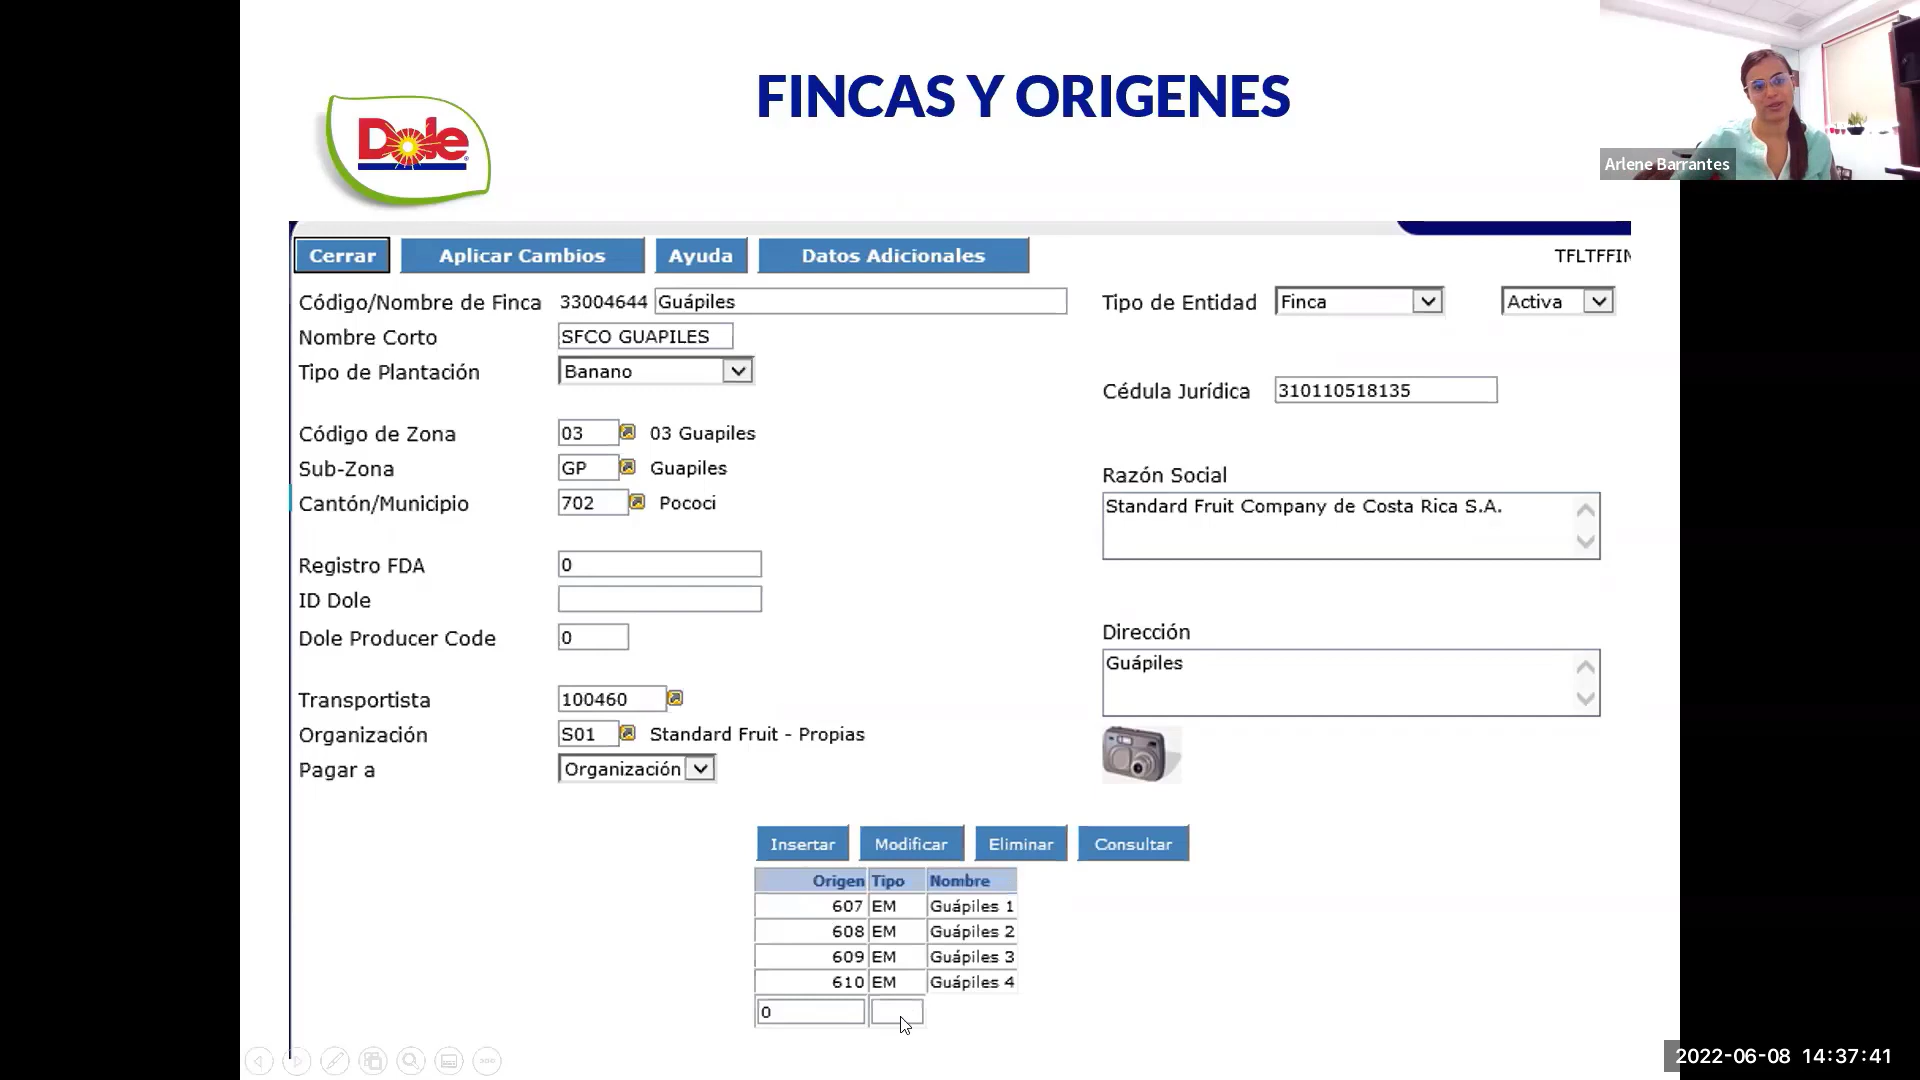 FINCAS Y ORIGENES
Dole
Arlene Barrantes
Cerrar Aplicar Cambios Ayuda Datos Adicionales TFLTFFIN
Código/Nombre de Finca 33004644 Guápiles Tipo de Entidad Finca Activa
Nombre Corto SFCO GUAPILES
Tipo de Plantación Banano
Cédula Jurídica 310110518135
Código de Zona 03 03 Guapiles
Sub-Zona GP Guapiles
Razón Social
Cantón/Municipio 702 Pococi
Standard Fruit Company de Costa Rica S.A.
Registro FDA 0
ID Dole
Dole Producer Code 0
Dirección
Guápiles
Transportista 100460
Organización S01 Standard Fruit - Propias
Pagar a Organización
Insertar Modificar Eliminar Consultar
Origen Tipo Nombre
607 EM Guápiles 1
608 EM Guápiles 2
609 EM Guápiles 3
610 EM Guápiles 4
0
2022-06-08 14:37:41